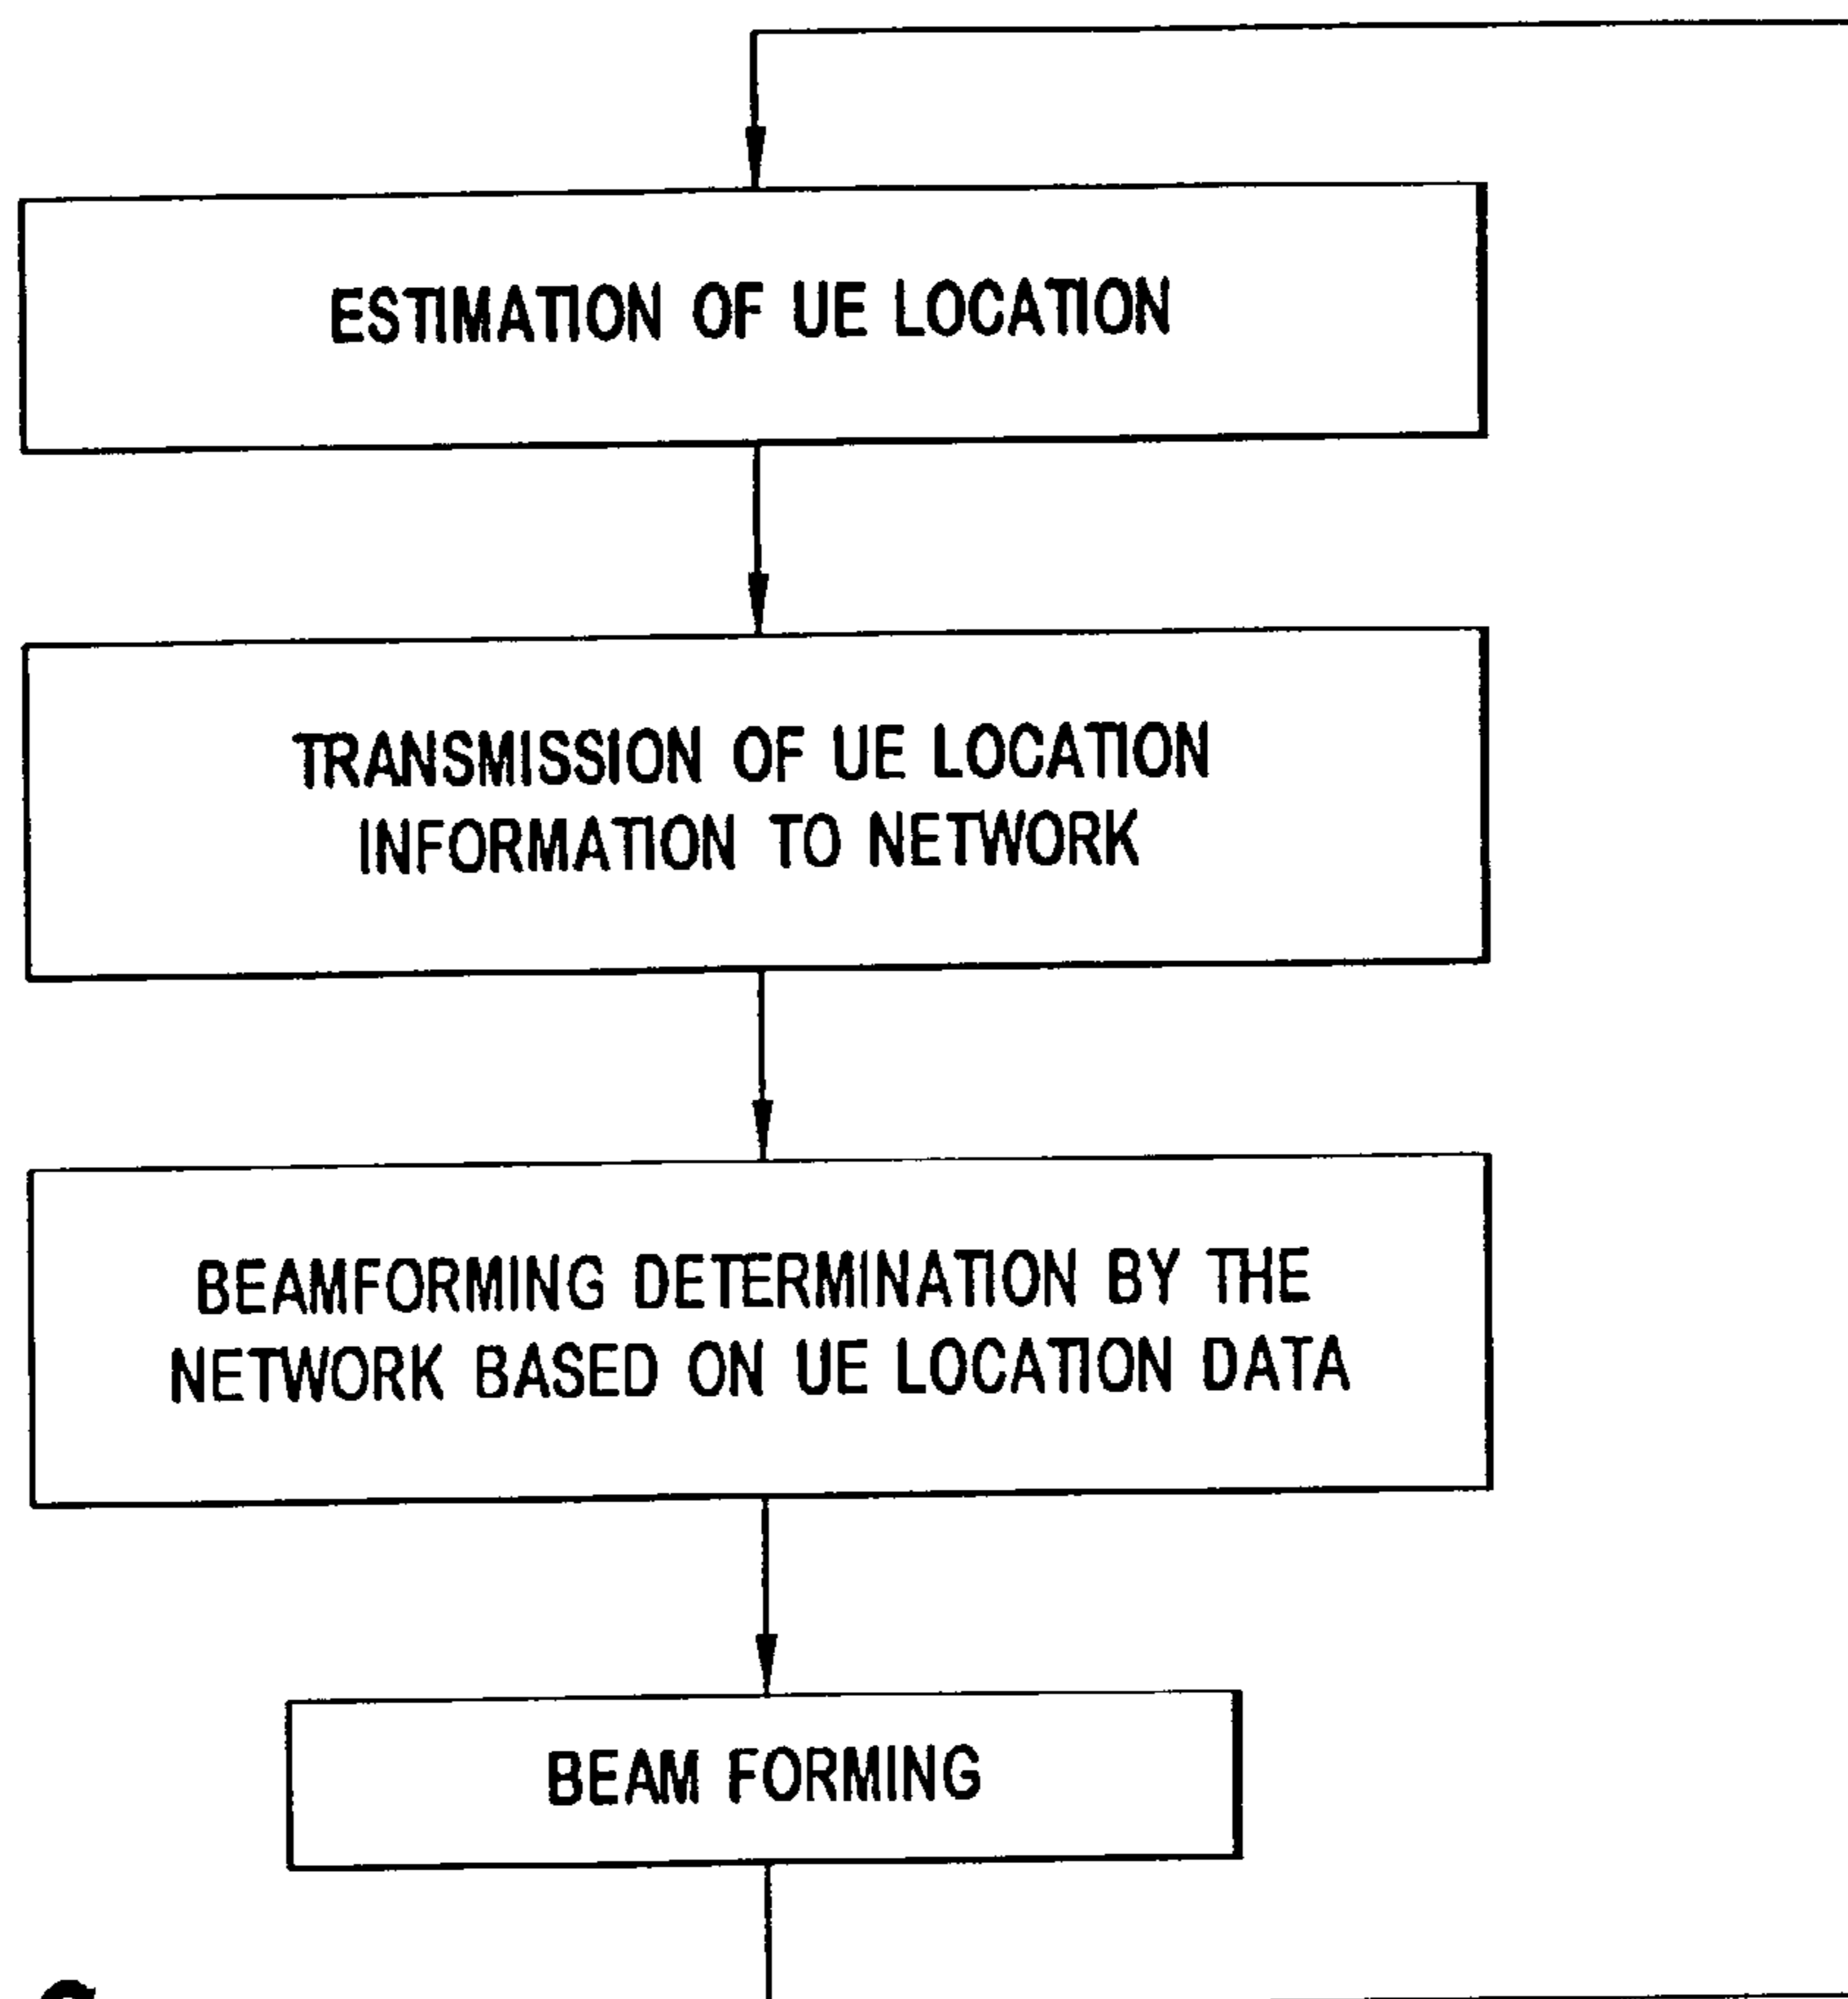 ESTIMATION OF UE LOCATION
TRANSMISSION OF UE LOCATION
INFORMATION TO NETWORK
BEAMFORMING DETERMINATION BY THE
NETWORK BASED ON UE LOCATION DATA
BEAM FORMING